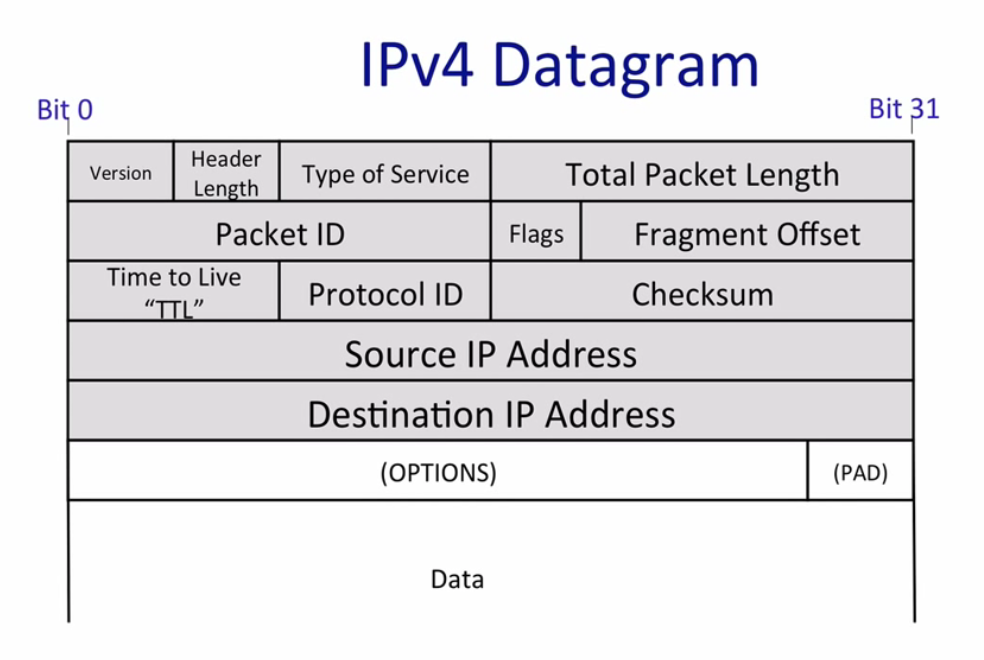 IPv4 Datagram
Bit 0
Bit 31
Version
Header
Length
Type of Service
Total Packet Length
Packet ID
Flags
Fragment Offset
Time to Live
“TTL”
Protocol ID
Checksum
Source IP Address
Destination IP Address
(OPTIONS)
(PAD)
Data